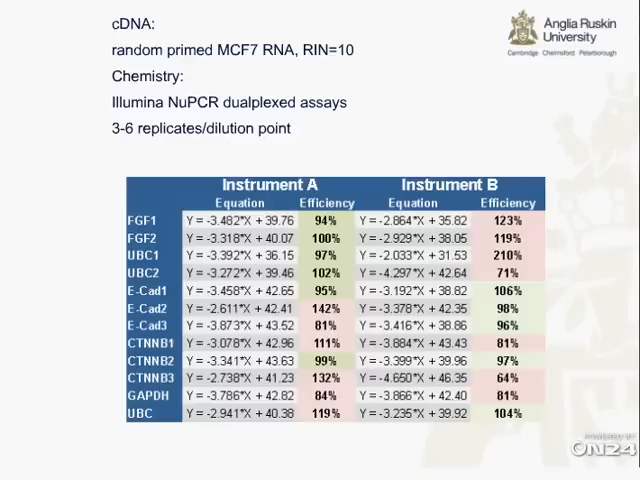 cDNA:
random primed MCF7 RNA, RIN=10
Chemistry:
Illumina NuPCR dualplexed assays
3-6 replicates/dilution point
Anglia Ruskin
University
Cambridge Chelmsford Peterborough
Instrument A Instrument B
Equation Efficiency Equation Efficiency
FGF1 Y = -3.482*X + 39.76 94% Y = -2.864*X + 35.82 123%
FGF2 Y = -3.318*X + 40.07 100% Y = -2.929*X + 38.05 119%
UBC1 Y = -3.392*X + 36.15 97% Y = -2.033*X + 31.53 210%
UBC2 Y = -3.272*X + 39.46 102% Y = -4.297*X + 42.64 71%
E-Cad1 Y = -3.458*X + 42.65 95% Y = -3.192*X + 38.82 106%
E-Cad2 Y = -2.611*X + 42.41 142% Y = -3.378*X + 42.35 98%
E-Cad3 Y = -3.873*X + 43.52 81% Y = -3.416*X + 38.86 96%
CTNNB1 Y = -3.078*X + 42.96 111% Y = -3.884*X + 43.43 81%
CTNNB2 Y = -3.341*X + 43.63 99% Y = -3.399*X + 39.96 97%
CTNNB3 Y = -2.738*X + 41.23 132% Y = -4.650*X + 46.35 64%
GAPDH Y = -3.786*X + 42.82 84% Y = -3.866*X + 42.40 81%
UBC Y = -2.941*X + 40.38 119% Y = -3.235*X + 39.92 104%
POWERED BY
ON24